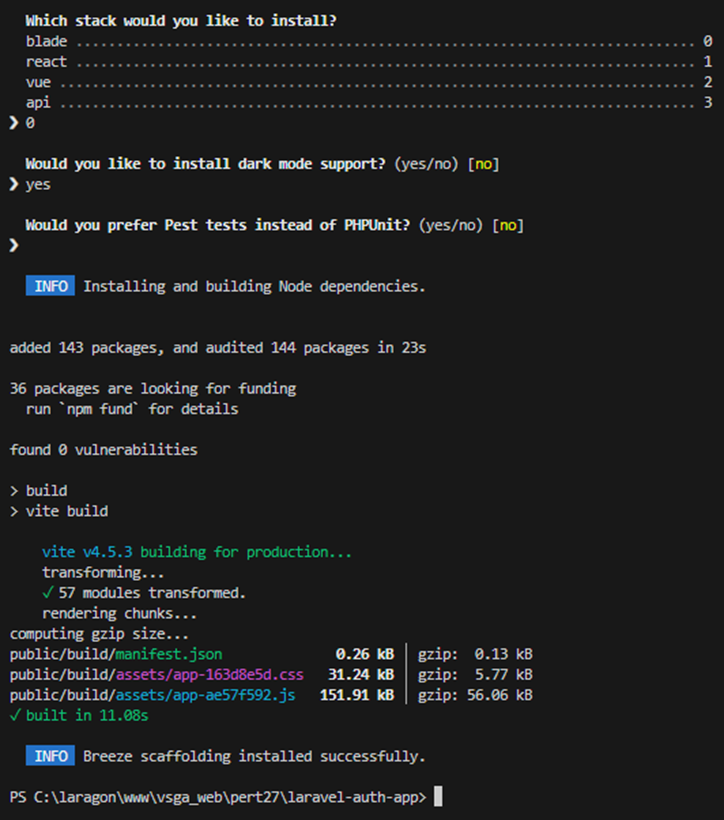 Which stack would you like to install?
blade ............................................................................ 0
react ............................................................................ 1
vue .............................................................................. 2
api .............................................................................. 3
❯ 0
Would you like to install dark mode support? (yes/no) [no]
❯ yes
Would you prefer Pest tests instead of PHPUnit? (yes/no) [no]
❯
INFO Installing and building Node dependencies.
added 143 packages, and audited 144 packages in 23s
36 packages are looking for funding
run `npm fund` for details
found 0 vulnerabilities
> build
> vite build
vite v4.5.3 building for production...
transforming...
✓ 57 modules transformed.
rendering chunks...
computing gzip size...
public/build/manifest.json 0.26 kB │ gzip: 0.13 kB
public/build/assets/app-163d8e5d.css 31.24 kB │ gzip: 5.77 kB
public/build/assets/app-ae57f592.js 151.91 kB │ gzip: 56.06 kB
✓ built in 11.08s
INFO Breeze scaffolding installed successfully.
PS C:\laragon\www\vsga_web\pert27\laravel-auth-app>